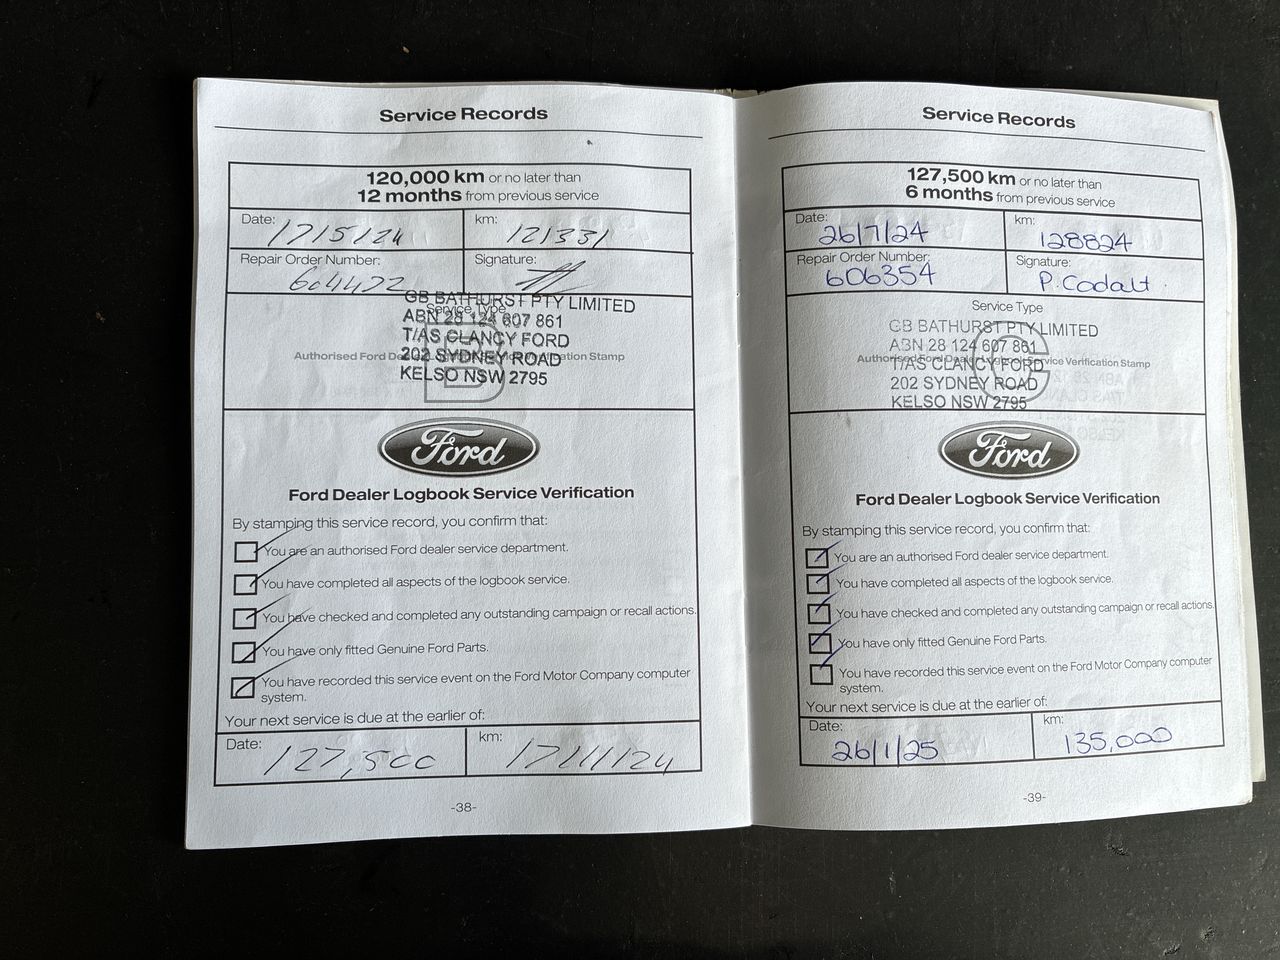 Service Records
120,000 km or no later than
12 months from previous service
Date: 17/5/24
km: 121331
Repair Order Number: 604472
Signature:
Service Type
B
Authorised Ford Dealer Logbook Service Verification Stamp
GB BATHURST PTY LIMITED
ABN 28 124 607 861
T/AS CLANCY FORD
202 SYDNEY ROAD
KELSO NSW 2795
Ford
Ford Dealer Logbook Service Verification
By stamping this service record, you confirm that:
You are an authorised Ford dealer service department.
You have completed all aspects of the logbook service.
You have checked and completed any outstanding campaign or recall actions.
You have only fitted Genuine Ford Parts.
You have recorded this service event on the Ford Motor Company computer
system.
Your next service is due at the earlier of:
Date: 127,500
km: 17/11/24
-38-
Service Records
127,500 km or no later than
6 months from previous service
Date: 26/7/24
km: 128824
Repair Order Number: 606354
Signature: P. Codalt
Service Type
C
Authorised Ford Dealer Logbook Service Verification Stamp
GB BATHURST PTY LIMITED
ABN 28 124 607 861
T/AS CLANCY FORD
202 SYDNEY ROAD
KELSO NSW 2795
Ford
Ford Dealer Logbook Service Verification
By stamping this service record, you confirm that:
You are an authorised Ford dealer service department.
You have completed all aspects of the logbook service.
You have checked and completed any outstanding campaign or recall actions.
You have only fitted Genuine Ford Parts.
You have recorded this service event on the Ford Motor Company computer
system.
Your next service is due at the earlier of:
Date: 26/1/25
km: 135,000
-39-